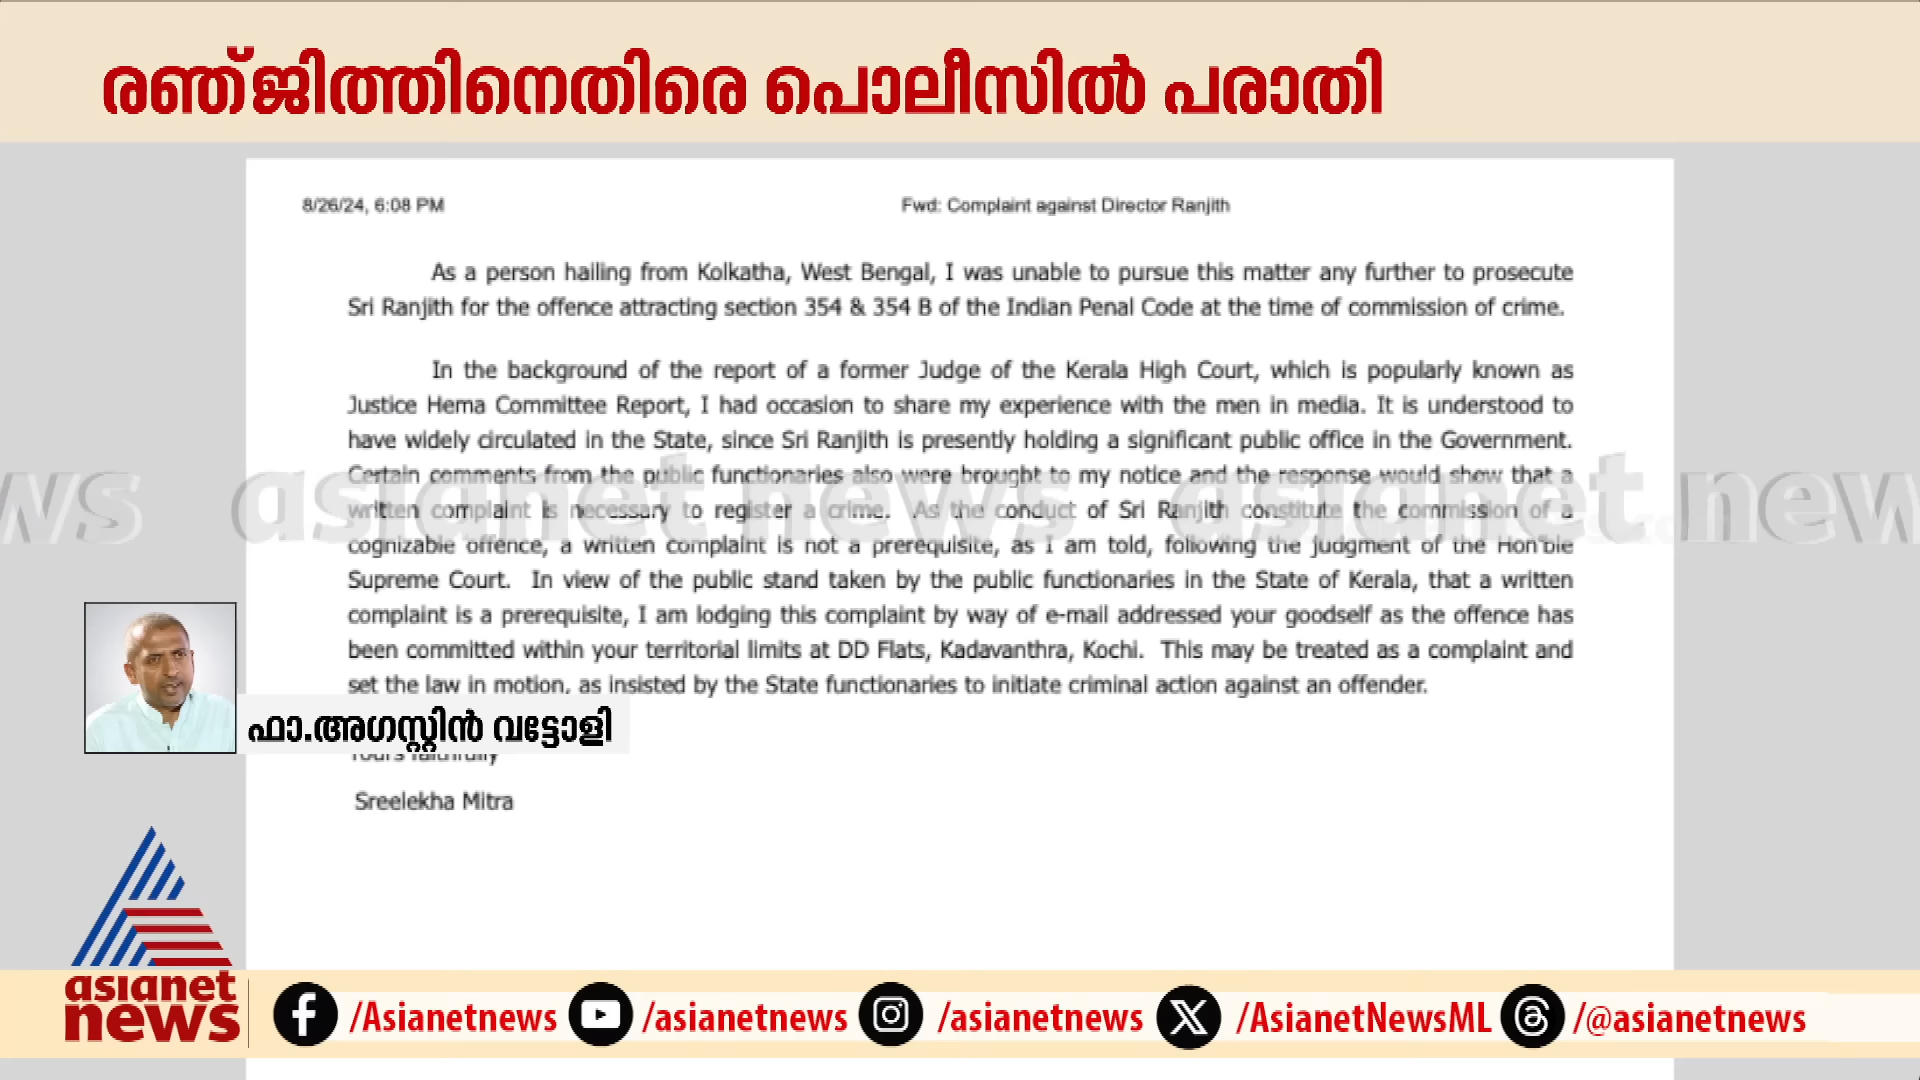 രഞ്ജിത്തിനെതിരെ പൊലീസിൽ പരാതി
8/26/24, 6:08 PM
Fwd: Complaint against Director Ranjith
As a person hailing from Kolkatha, West Bengal, I was unable to pursue this matter any further to prosecute
Sri Ranjith for the offence attracting section 354 & 354 B of the Indian Penal Code at the time of commission of crime.
In the background of the report of a former Judge of the Kerala High Court, which is popularly known as
Justice Hema Committee Report, I had occasion to share my experience with the men in media. It is understood to
have widely circulated in the State, since Sri Ranjith is presently holding a significant public office in the Government.
Certain comments from the public functionaries also were brought to my notice and the response would show that a
written complaint is necessary to register a crime. As the conduct of Sri Ranjith constitute the commission of a
cognizable offence, a written complaint is not a prerequisite, as I am told, following the judgment of the Hon'ble
Supreme Court. In view of the public stand taken by the public functionaries in the State of Kerala, that a written
complaint is a prerequisite, I am lodging this complaint by way of e-mail addressed your goodself as the offence has
been committed within your territorial limits at DD Flats, Kadavanthra, Kochi. This may be treated as a complaint and
set the law in motion, as insisted by the State functionaries to initiate criminal action against an offender.
ഫാ.അഗസ്റ്റിൻ വട്ടോളി
Yours faithfully
Sreelekha Mitra
ws asianet news asianet new
asianet
news
/Asianetnews /asianetnews /asianetnews /AsianetNewsML /@asianetnews